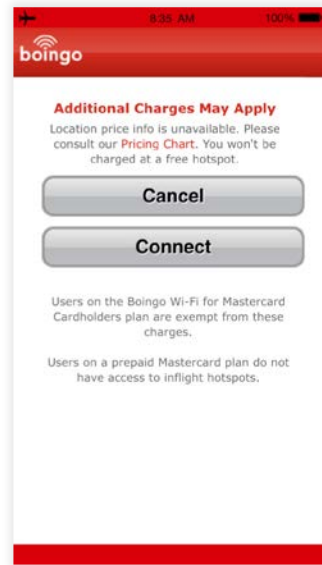 8:35 AM 100%
boingo
Additional Charges May Apply
Location price info is unavailable. Please
consult our Pricing Chart. You won't be
charged at a free hotspot.
Cancel
Connect
Users on the Boingo Wi-Fi for Mastercard
Cardholders plan are exempt from these
charges.
Users on a prepaid Mastercard plan do not
have access to inflight hotspots.